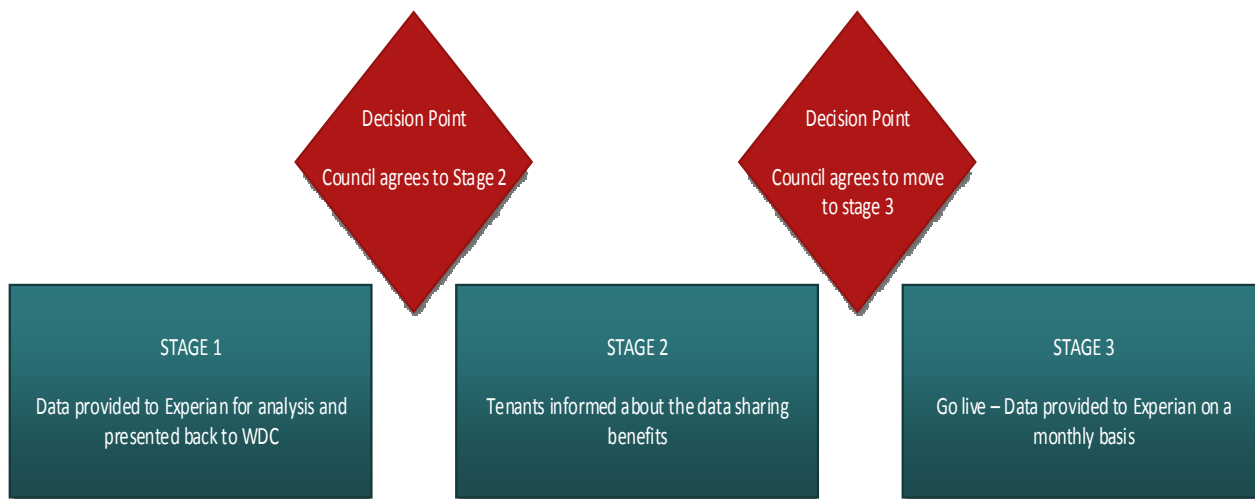 Decision Point
Council agrees to Stage 2
Decision Point
Council agrees to move
to stage 3
STAGE 1
Data provided to Experian for analysis and
presented back to WDC
STAGE 2
Tenants informed about the data sharing
benefits
STAGE 3
Go live – Data provided to Experian on a
monthly basis